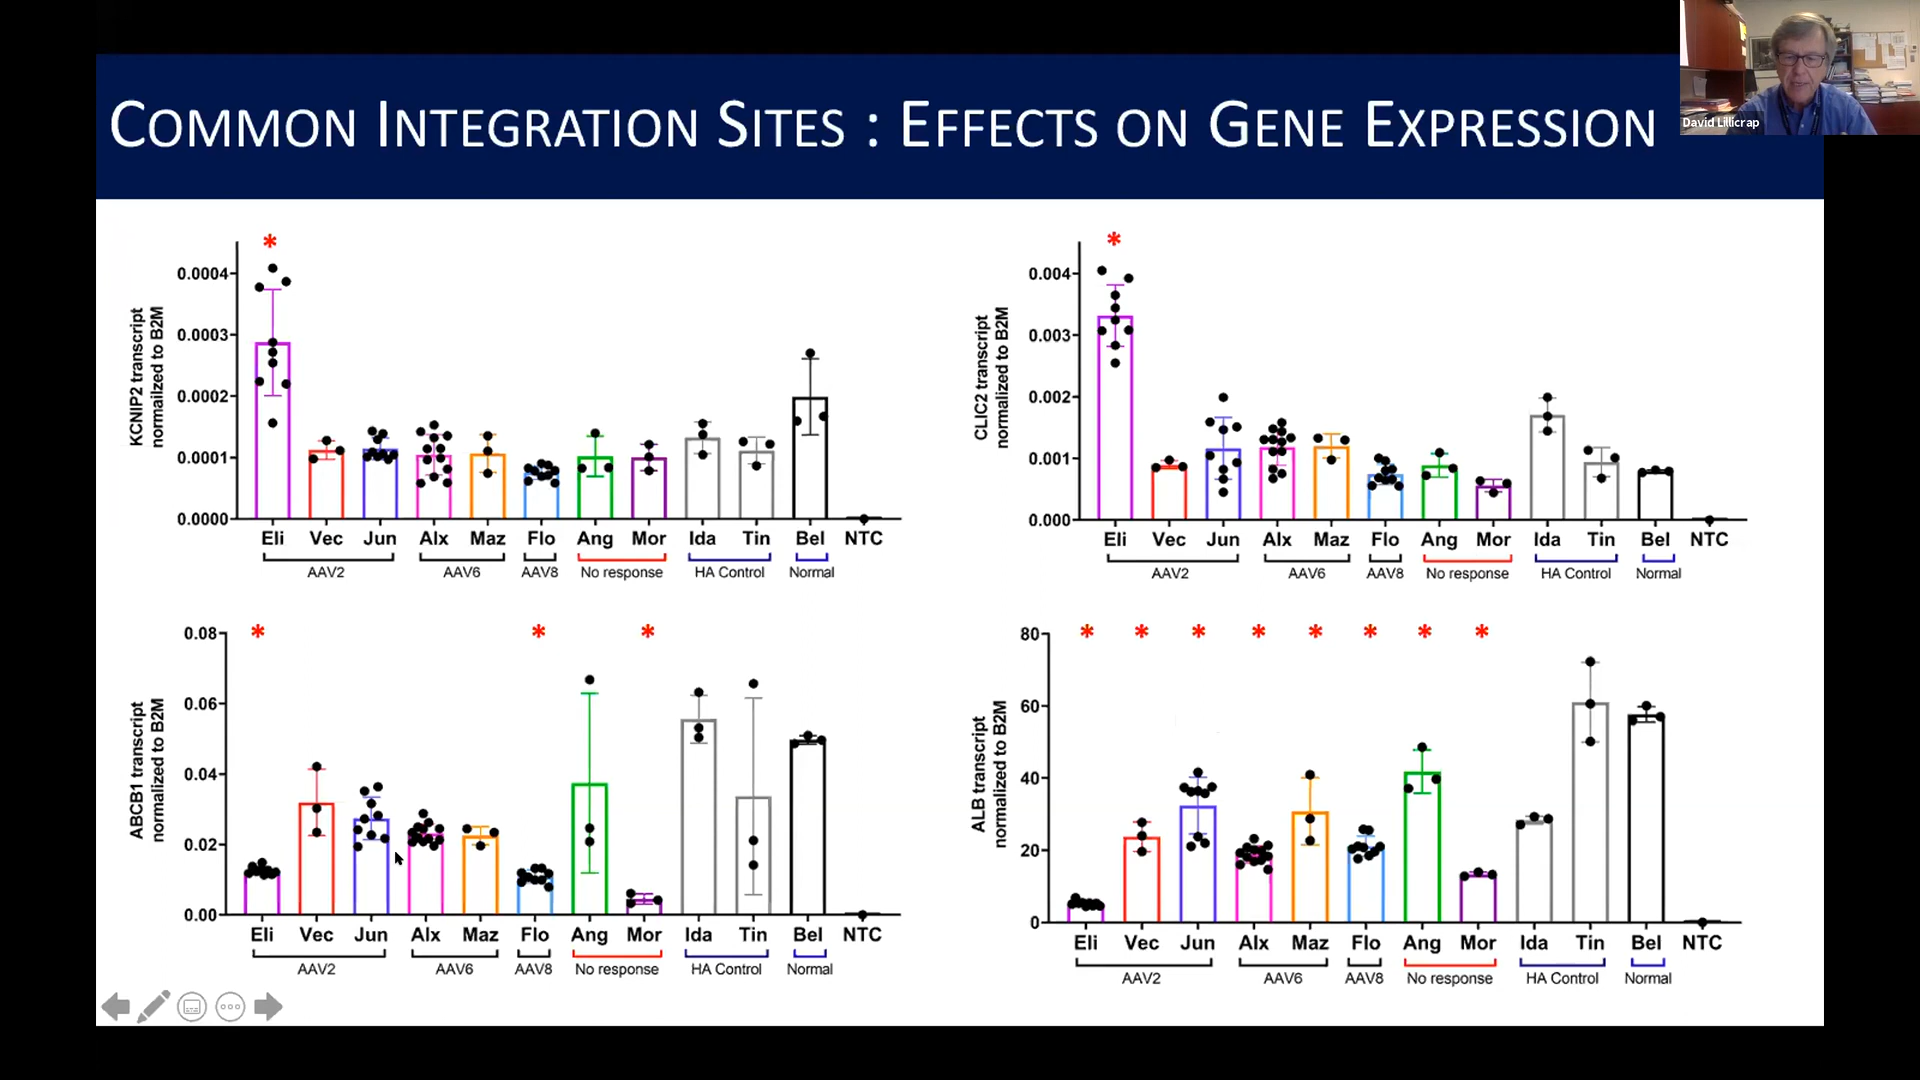 COMMON INTEGRATION SITES : EFFECTS ON GENE EXPRESSION
David Lillicrap
*
KCNIP2 transcript
normailized to B2M
0.0004
0.0003
0.0002
0.0001
0.0000
Eli Vec Jun Alx Maz Flo Ang Mor Ida Tin Bel NTC
AAV2 AAV6 AAV8 No response HA Control Normal
*
CLIC2 transcript
normalized to B2M
0.004
0.003
0.002
0.001
0.000
Eli Vec Jun Alx Maz Flo Ang Mor Ida Tin Bel NTC
AAV2 AAV6 AAV8 No response HA Control Normal
* * *
ABCB1 transcript
normalized to B2M
0.08
0.06
0.04
0.02
0.00
Eli Vec Jun Alx Maz Flo Ang Mor Ida Tin Bel NTC
AAV2 AAV6 AAV8 No response HA Control Normal
* * * * * * * *
ALB transcript
normalized to B2M
80
60
40
20
0
Eli Vec Jun Alx Maz Flo Ang Mor Ida Tin Bel NTC
AAV2 AAV6 AAV8 No response HA Control Normal